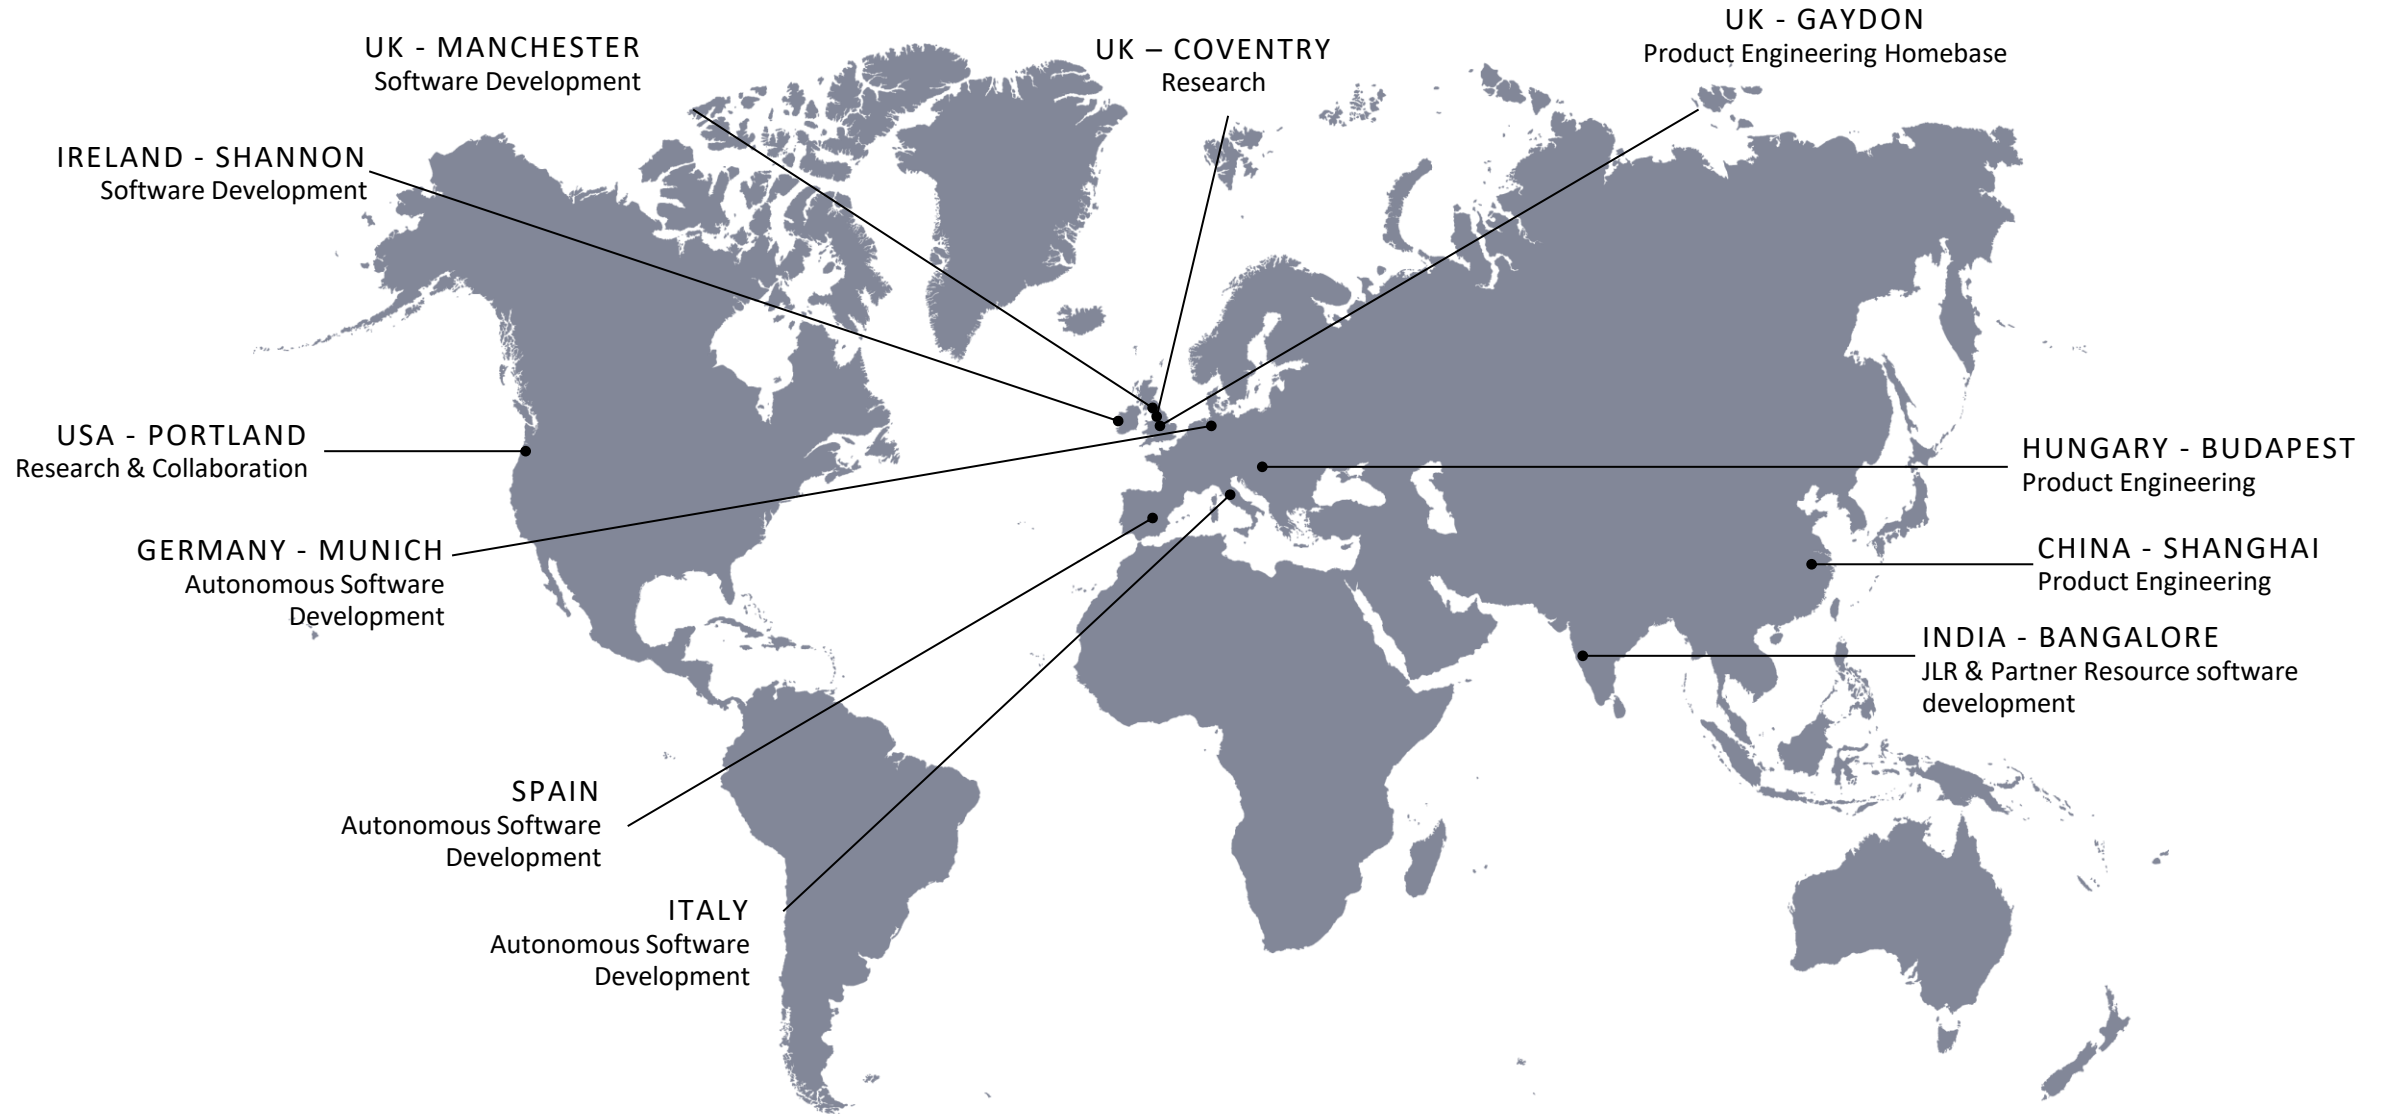 UK - MANCHESTER
Software Development
UK – COVENTRY
Research
UK - GAYDON
Product Engineering Homebase
IRELAND - SHANNON
Software Development
USA - PORTLAND
Research & Collaboration
GERMANY - MUNICH
Autonomous Software
Development
SPAIN
Autonomous Software
Development
ITALY
Autonomous Software
Development
HUNGARY - BUDAPEST
Product Engineering
CHINA - SHANGHAI
Product Engineering
INDIA - BANGALORE
JLR & Partner Resource software
development